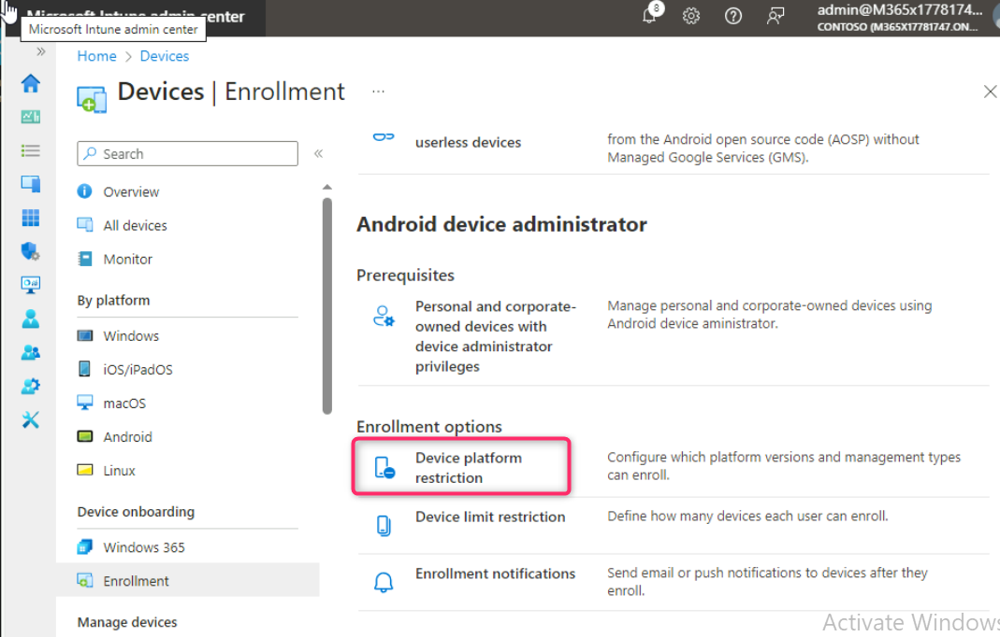 Microsoft Intune admin center
8
admin@M365x1778174...
CONTOSO (M365X17781747.ON...
Microsoft Intune admin center
Home > Devices
Devices | Enrollment ...
Search
Overview
All devices
Monitor
By platform
Windows
iOS/iPadOS
macOS
Android
Linux
Device onboarding
Windows 365
Enrollment
Manage devices
userless devices
from the Android open source code (AOSP) without
Managed Google Services (GMS).
Android device administrator
Prerequisites
Personal and corporate-
owned devices with
device administrator
privileges
Manage personal and corporate-owned devices using
Android device aministrator.
Enrollment options
Device platform
restriction
Configure which platform versions and management types
can enroll.
Device limit restriction
Define how many devices each user can enroll.
Enrollment notifications
Send email or push notifications to devices after they
enroll.
Activate Windows